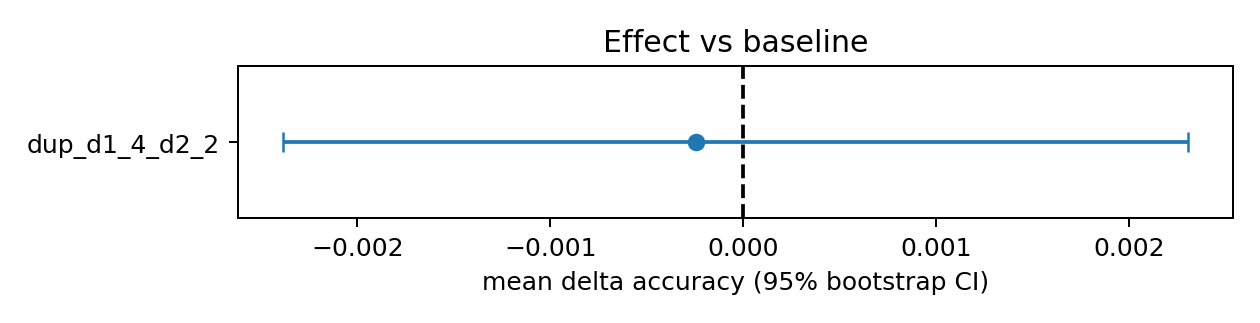 Effect vs baseline
dup_d1_4_d2_2
−0.002 −0.001 0.000 0.001 0.002
mean delta accuracy (95% bootstrap CI)